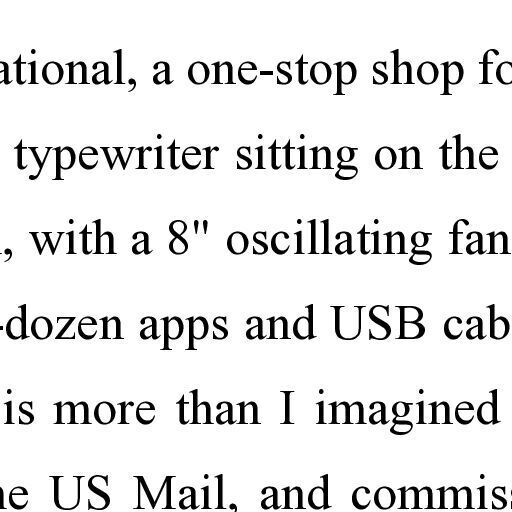 ational, a one-stop shop fo
typewriter sitting on the
, with a 8" oscillating fan
-dozen apps and USB cab
is more than I imagined
he US Mail, and commiss